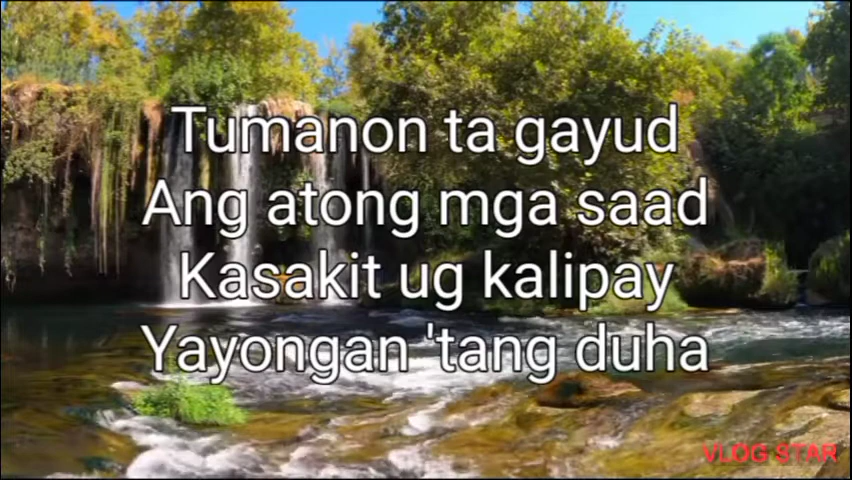 Tumanon ta gayud
Ang atong mga saad
Kasakit ug kalipay
Yayongan 'tang duha
VLOG STAR